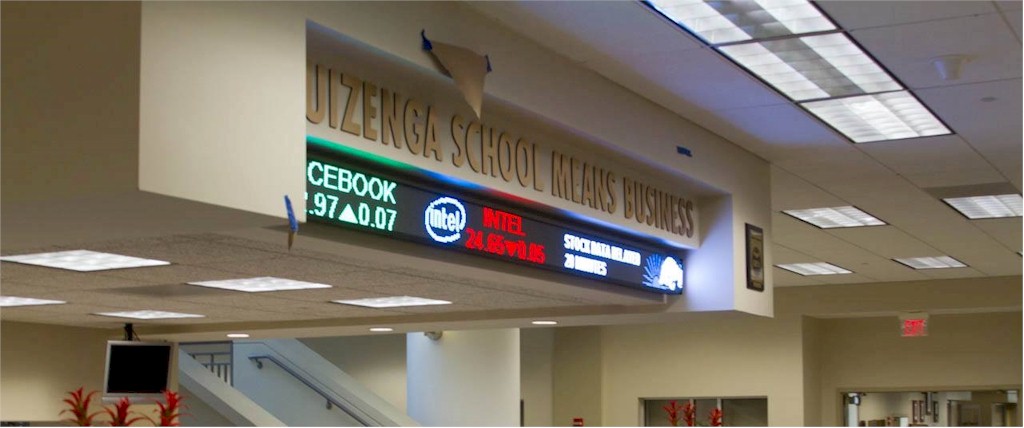 UIZENGA SCHOOL MEANS BUSINESS
CEBOOK
.97▲0.07
intel
INTEL
24.65▼0.05
STOCK DATA DELAYED
20 MINUTES
EXIT